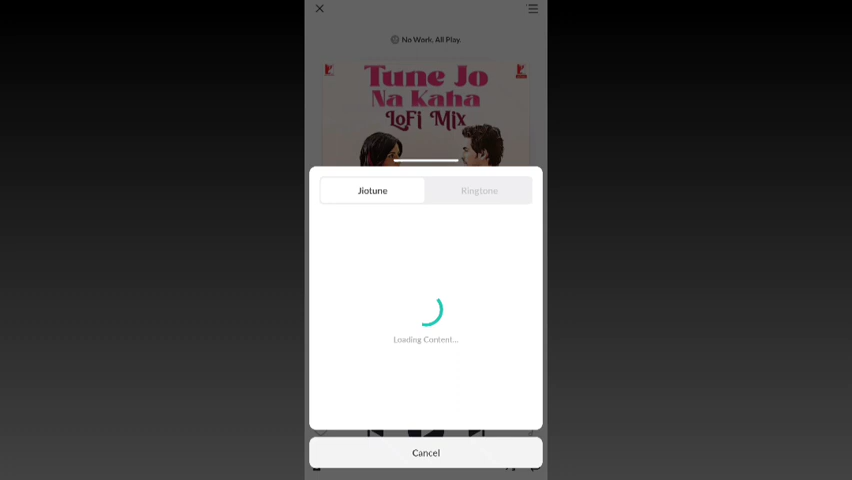 No Work. All Play.
Tune Jo
Na Kaha
LoFi Mix
Jiotune
Ringtone
Loading Content...
Cancel